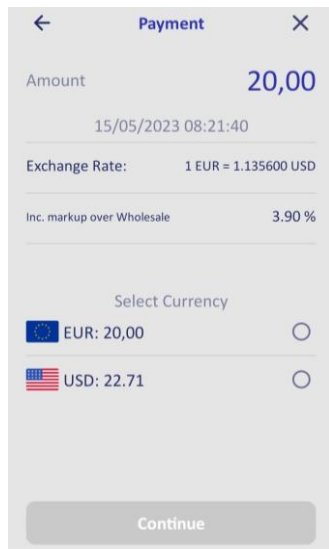 Payment
Amount 20,00
15/05/2023 08:21:40
Exchange Rate: 1 EUR = 1.135600 USD
Inc. markup over Wholesale 3.90 %
Select Currency
EUR: 20,00
USD: 22.71
Continue